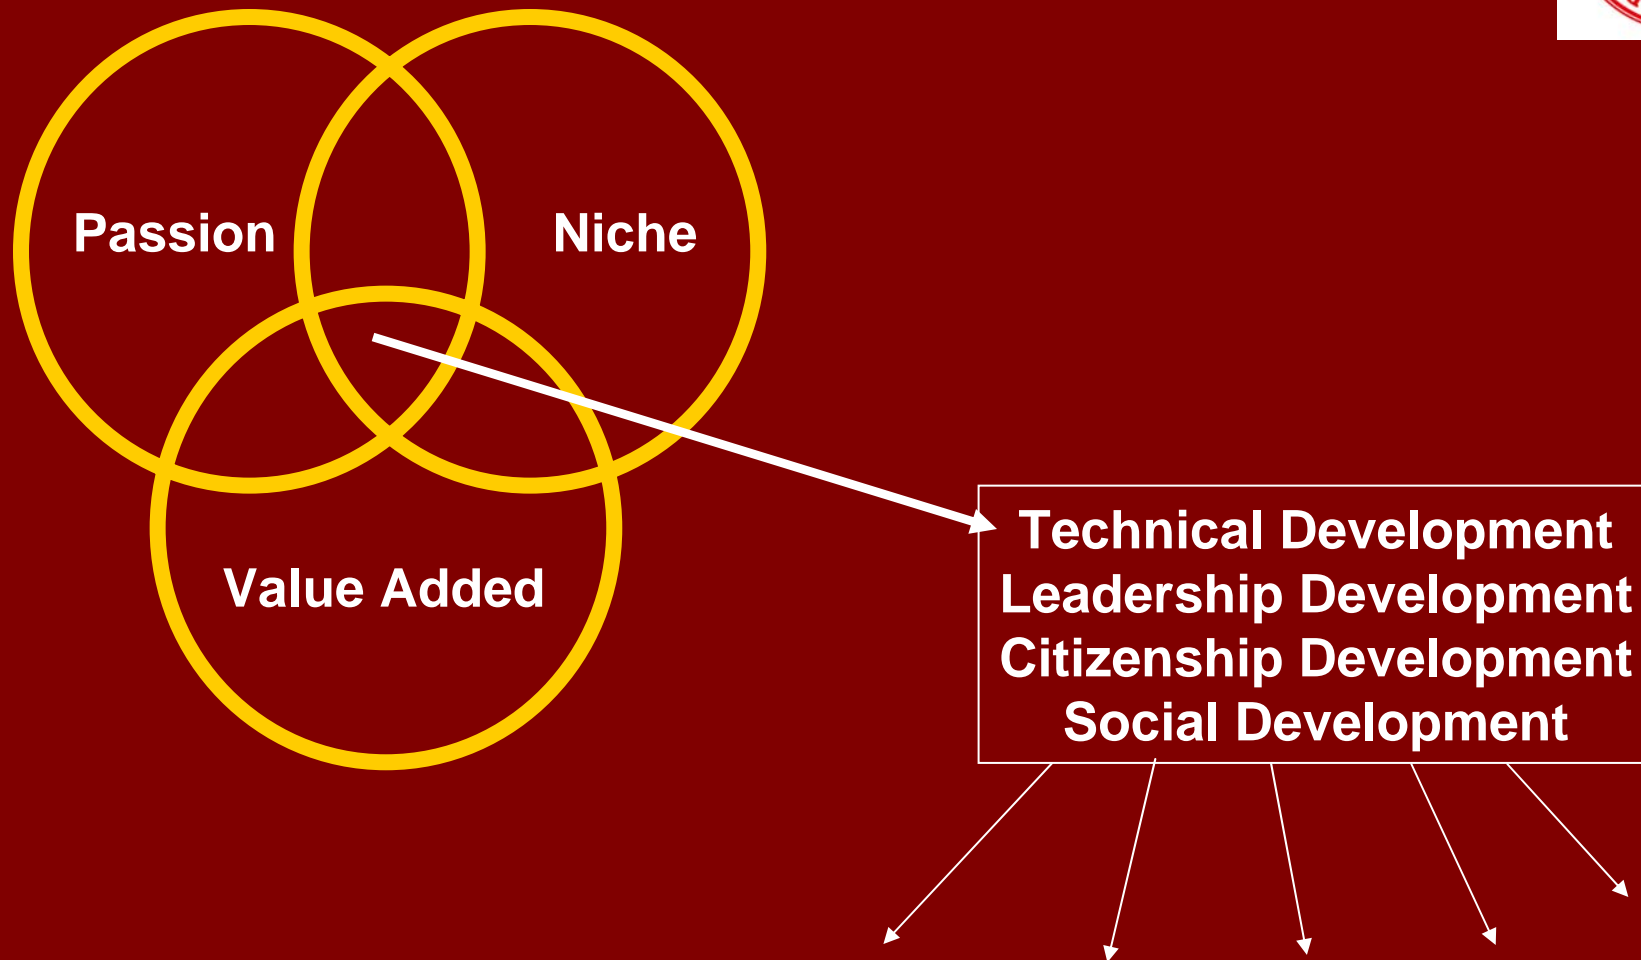 Passion
Niche
Value Added
Technical Development
Leadership Development
Citizenship Development
Social Development